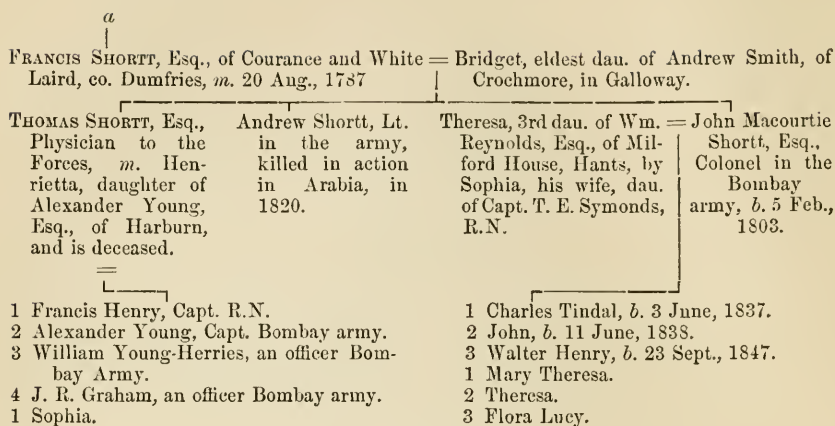 a
FRANCIS SHORTT, Esq., of Courance and White = Bridget, eldest dau. of Andrew Smith, of
Laird, co. Dumfries, m. 20 Aug., 1787
Crochmore, in Galloway.
THOMAS SHORTT, Esq.,
Physician to the
Forces, m. Hen-
rietta, daughter of
Alexander Young,
Esq., of Harburn,
and is deceased.
=
Andrew Shortt, Lt.
in the army,
killed in action
in Arabia, in
1820.
Theresa, 3rd dau. of Wm. =
Reynolds, Esq., of Mil-
ford House, Hants, by
Sophia, his wife, dau.
of Capt. T. E. Symonds,
R.N.
John Macourtie
Shortt, Esq.,
Colonel in the
Bombay
army, b. 5 Feb.,
1803.
1 Francis Henry, Capt. R.N.
2 Alexander Young, Capt. Bombay army.
3 William Young-Herries, an officer Bom-
bay Army.
4 J. R. Graham, an officer Bombay army.
1 Sophia.
1 Charles Tindal, b. 3 June, 1837.
2 John, b. 11 June, 1838.
3 Walter Henry, b. 23 Sept., 1847.
1 Mary Theresa.
2 Theresa.
3 Flora Lucy.